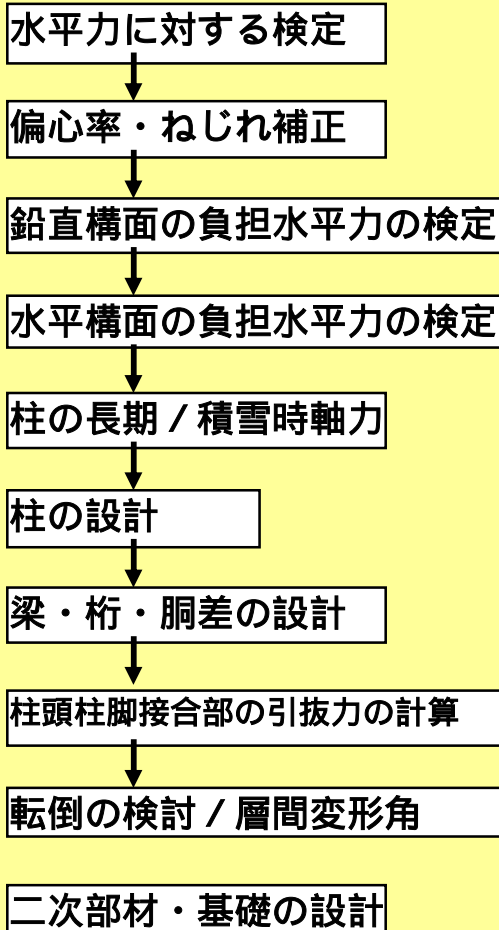 水平力に対する検定
偏心率・ねじれ補正
鉛直構面の負担水平力の検定
水平構面の負担水平力の検定
柱の長期/積雪時軸力
柱の設計
梁・桁・胴差の設計
柱頭柱脚接合部の引抜力の計算
転倒の検討/層間変形角
二次部材・基礎の設計